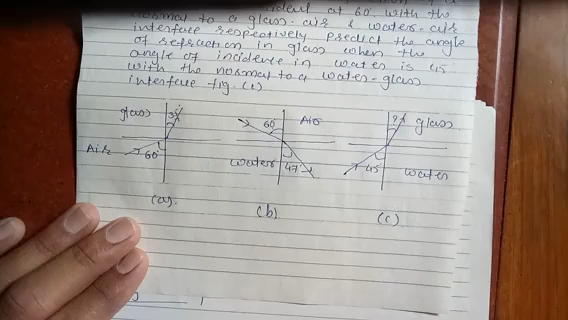 incident at 60° with the
normal to a glass-air & water-air
interface respectively predict the angle
of refraction in glass when the
angle of incidence in water is 45
with the normal to a water-glass
interface fig. (c)
glass
Air
60°
(a).
60°
Air
water
47°
(b)
?
glass
45°
water
(c)